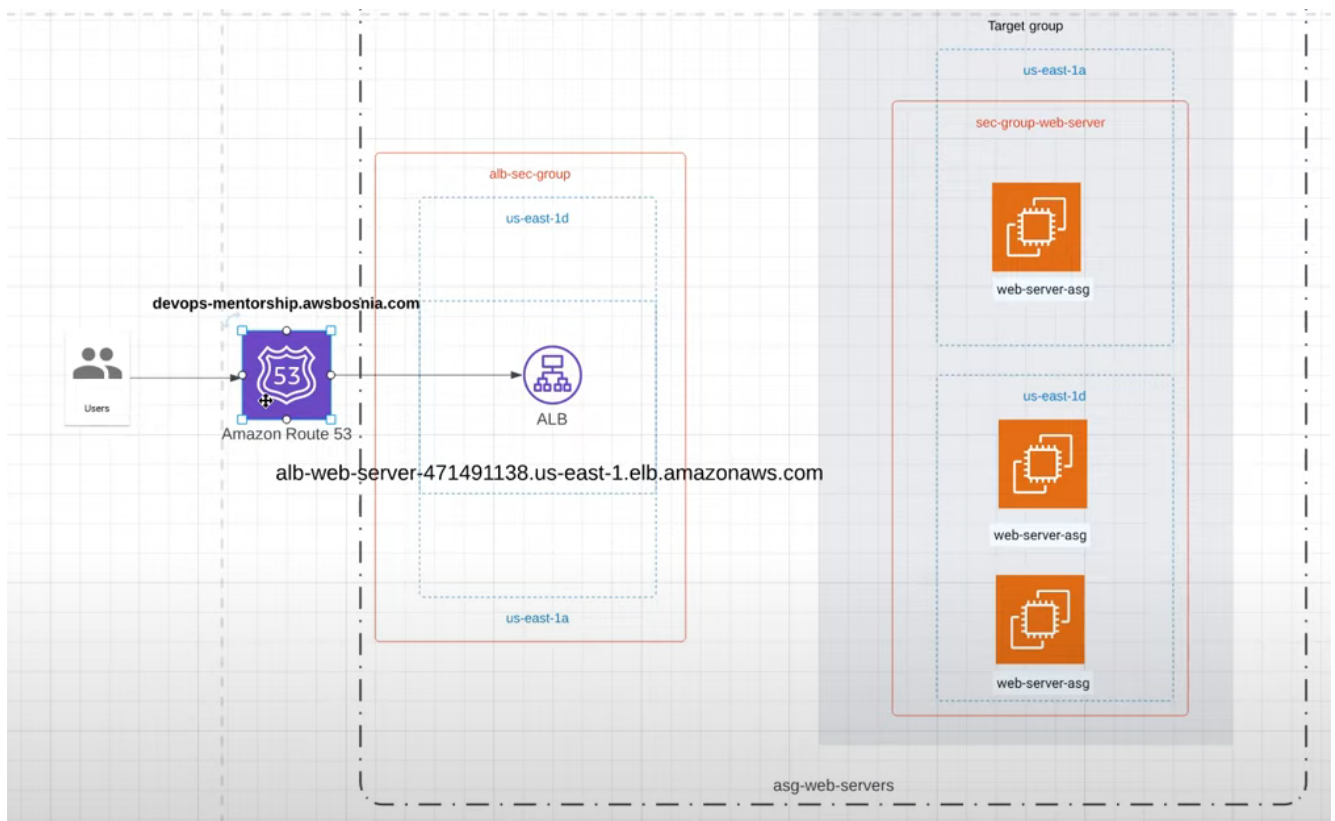 Target group
us-east-1a
sec-group-web-server
alb-sec-group
us-east-1d
web-server-asg
devops-mentorship.awsbosnia.com
53
Users
Amazon Route 53
ALB
alb-web-server-471491138.us-east-1.elb.amazonaws.com
us-east-1d
web-server-asg
us-east-1a
web-server-asg
asg-web-servers